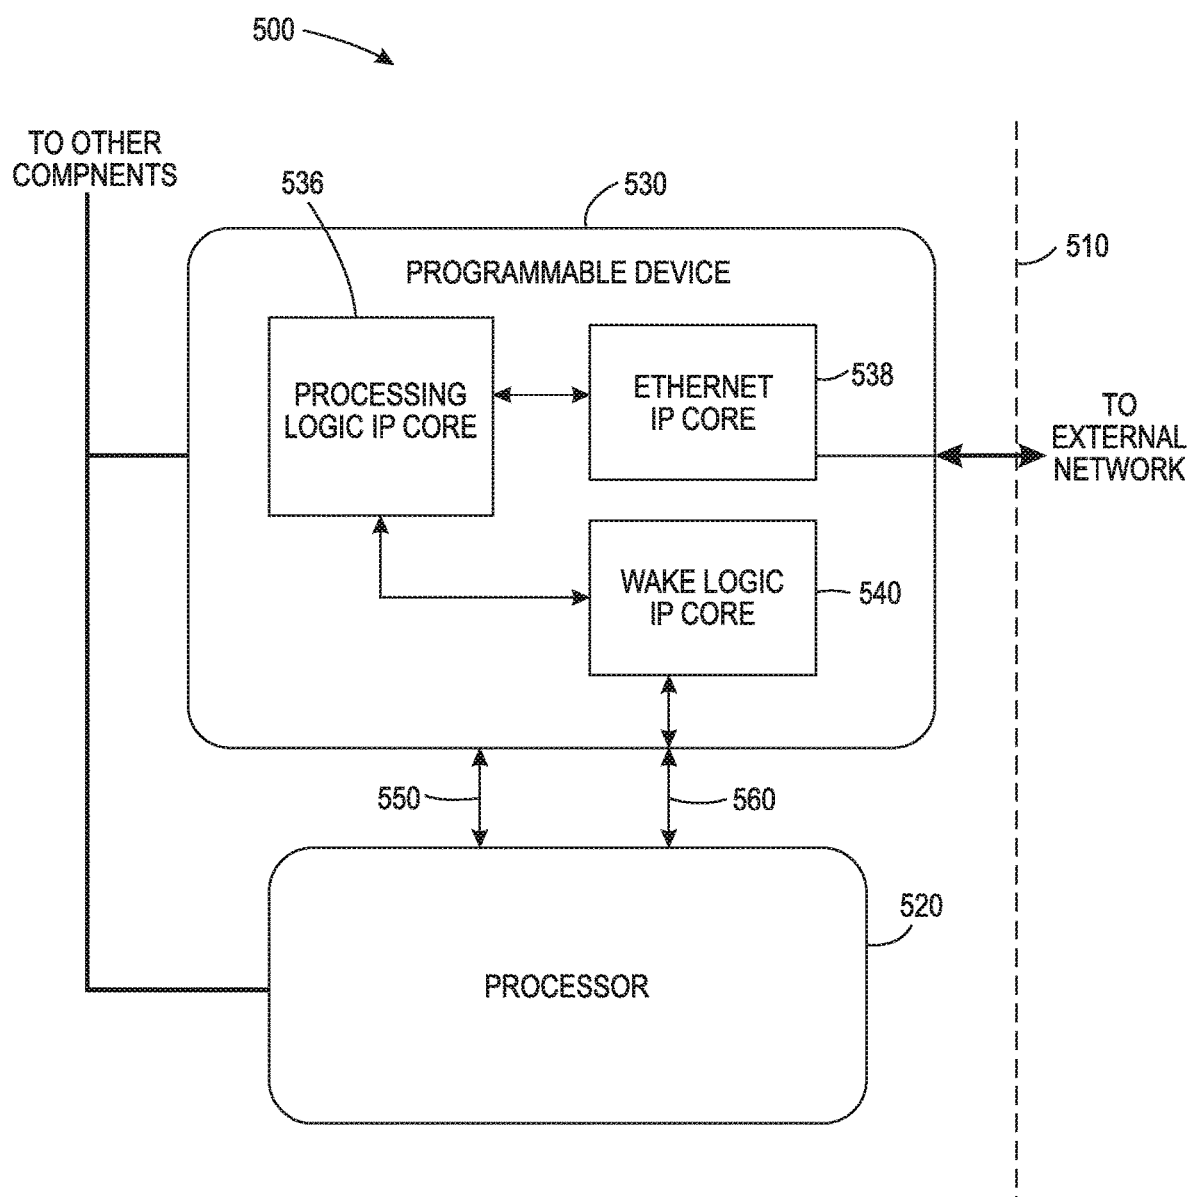 500
TO OTHER
COMPNENTS
536
530
510
PROGRAMMABLE DEVICE
PROCESSING
LOGIC IP CORE
ETHERNET
IP CORE
538
TO
EXTERNAL
NETWORK
WAKE LOGIC
IP CORE
540
550
560
520
PROCESSOR